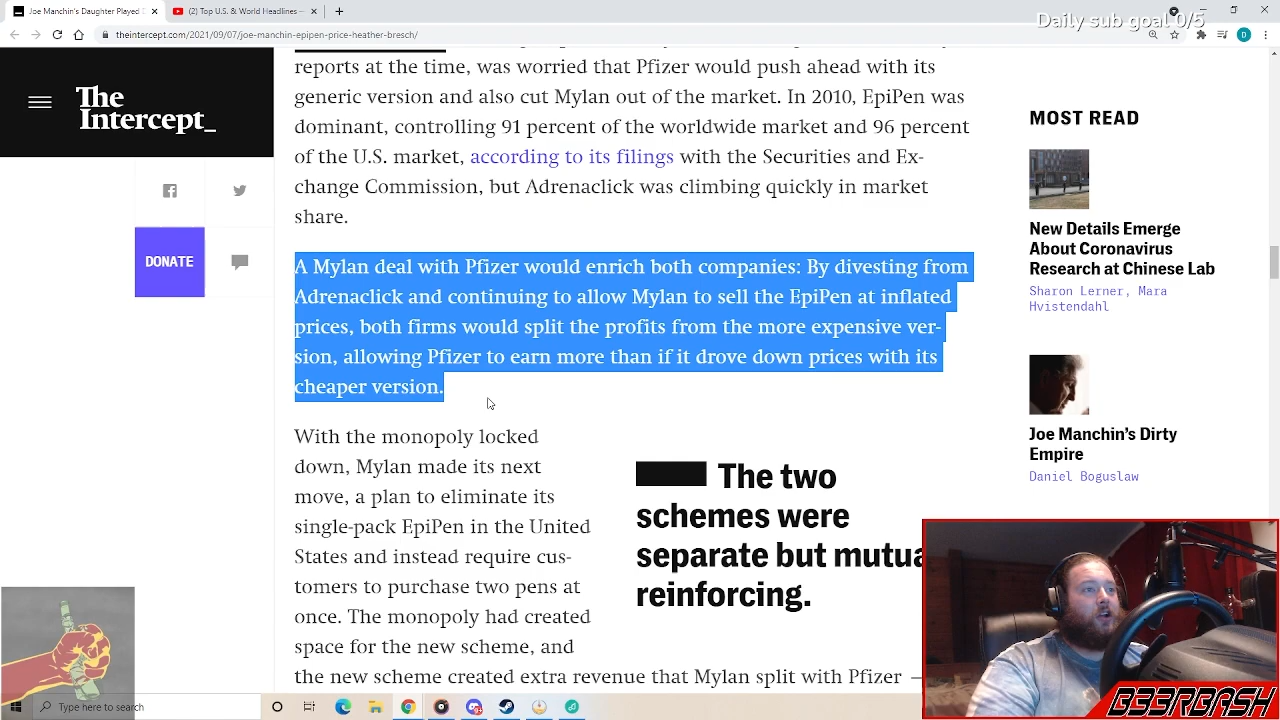 Joe Manchin's Daughter Played D
(2) Top U.S. & World Headlines —
Daily sub goal 0/5
theintercept.com/2021/09/07/joe-manchin-epipen-price-heather-bresch/
The
Intercept_
DONATE
reports at the time, was worried that Pfizer would push ahead with its
generic version and also cut Mylan out of the market. In 2010, EpiPen was
dominant, controlling 91 percent of the worldwide market and 96 percent
of the U.S. market, according to its filings with the Securities and Ex-
change Commission, but Adrenaclick was climbing quickly in market
share.
A Mylan deal with Pfizer would enrich both companies: By divesting from
Adrenaclick and continuing to allow Mylan to sell the EpiPen at inflated
prices, both firms would split the profits from the more expensive ver-
sion, allowing Pfizer to earn more than if it drove down prices with its
cheaper version.
With the monopoly locked
down, Mylan made its next
move, a plan to eliminate its
single-pack EpiPen in the United
States and instead require cus-
tomers to purchase two pens at
once. The monopoly had created
space for the new scheme, and
the new scheme created extra revenue that Mylan split with Pfizer —
The two
schemes were
separate but
reinforcing.
MOST READ
New Details Emerge
About Coronavirus
Research at Chinese Lab
Sharon Lerner, Mara
Hvistendahl
Joe Manchin's Dirty
Empire
Daniel Boguslaw
Type here to search
B33RBASH